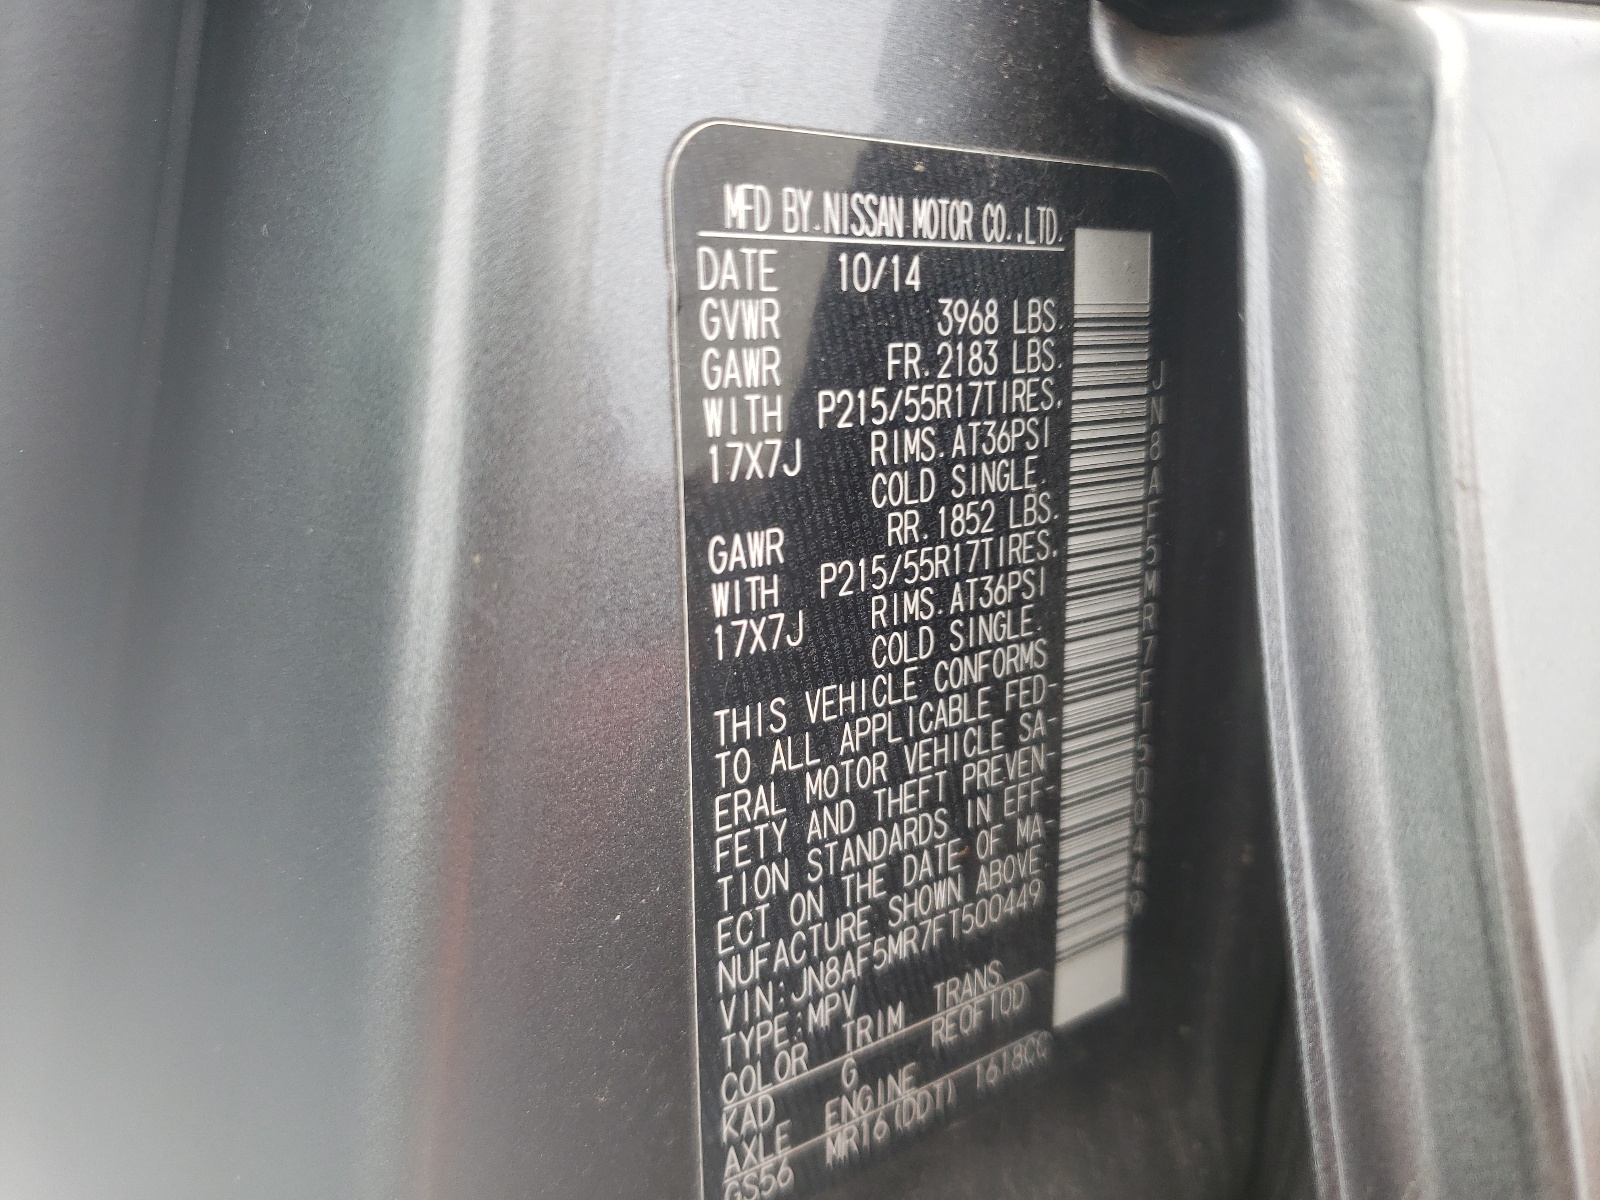 MFD BY.NISSAN MOTOR CO.,LTD.
DATE 10/14
GVWR 3968 LBS.
GAWR FR. 2183 LBS.
WITH P215/55R17TIRES.
17X7J RIMS. AT36PSI
COLD SINGLE.
GAWR RR. 1852 LBS.
WITH P215/55R17TIRES.
17X7J RIMS. AT36PSI
COLD SINGLE.
THIS VEHICLE CONFORMS
TO ALL APPLICABLE FED-
ERAL MOTOR VEHICLE SA-
FETY AND THEFT PREVEN-
TION STANDARDS IN EFF-
ECT ON THE DATE OF MA-
NUFACTURE SHOWN ABOVE
VIN:JN8AF5MR7FT500449
TYPE:MPV
COLOR TRIM TRANS
KAD G RE0F10D
AXLE ENGINE
GS56 MR16(DDT) 1618CC
JN8AF5MR7FT500449